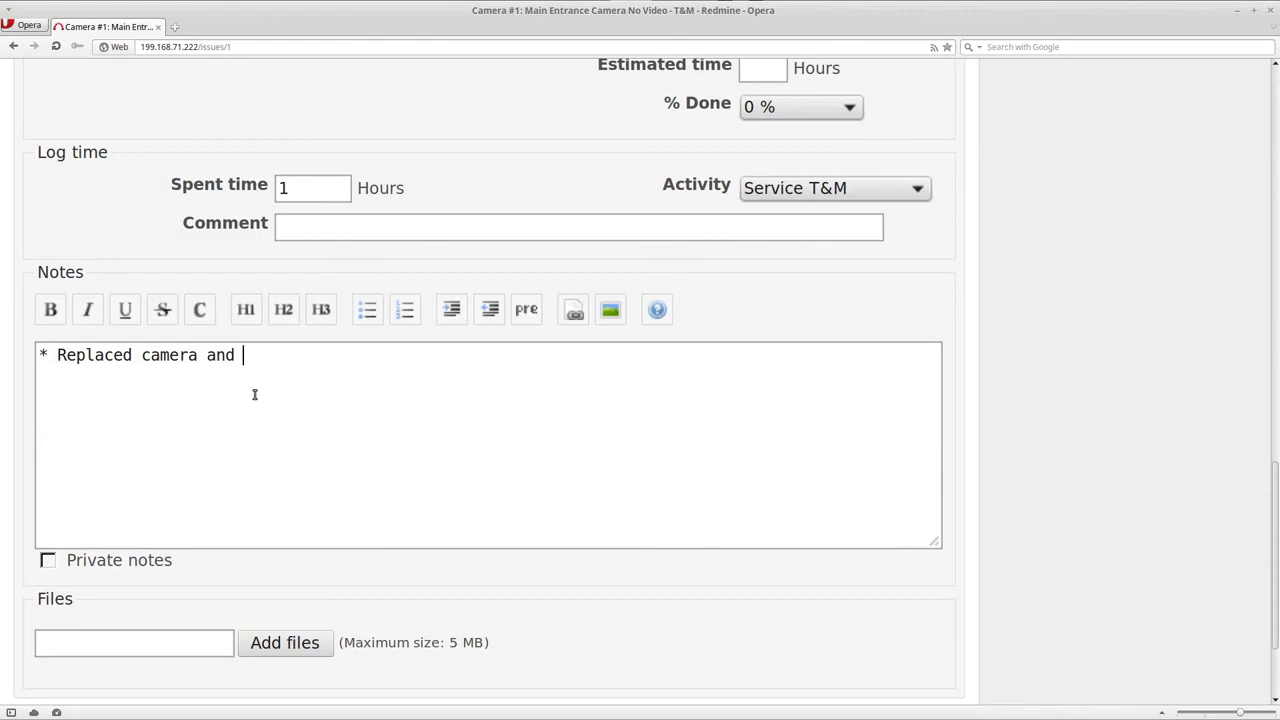 Camera #1: Main Entrance Camera No Video - T&M - Redmine - Opera
Opera
Camera #1: Main Entr...
Web
199.168.71.222/issues/1
Search with Google
Estimated time
Hours
% Done
0 %
Log time
Spent time
1
Hours
Activity
Service T&M
Comment
Notes
B
I
U
S
C
H1
H2
H3
pre
* Replaced camera and
Private notes
Files
Add files
(Maximum size: 5 MB)